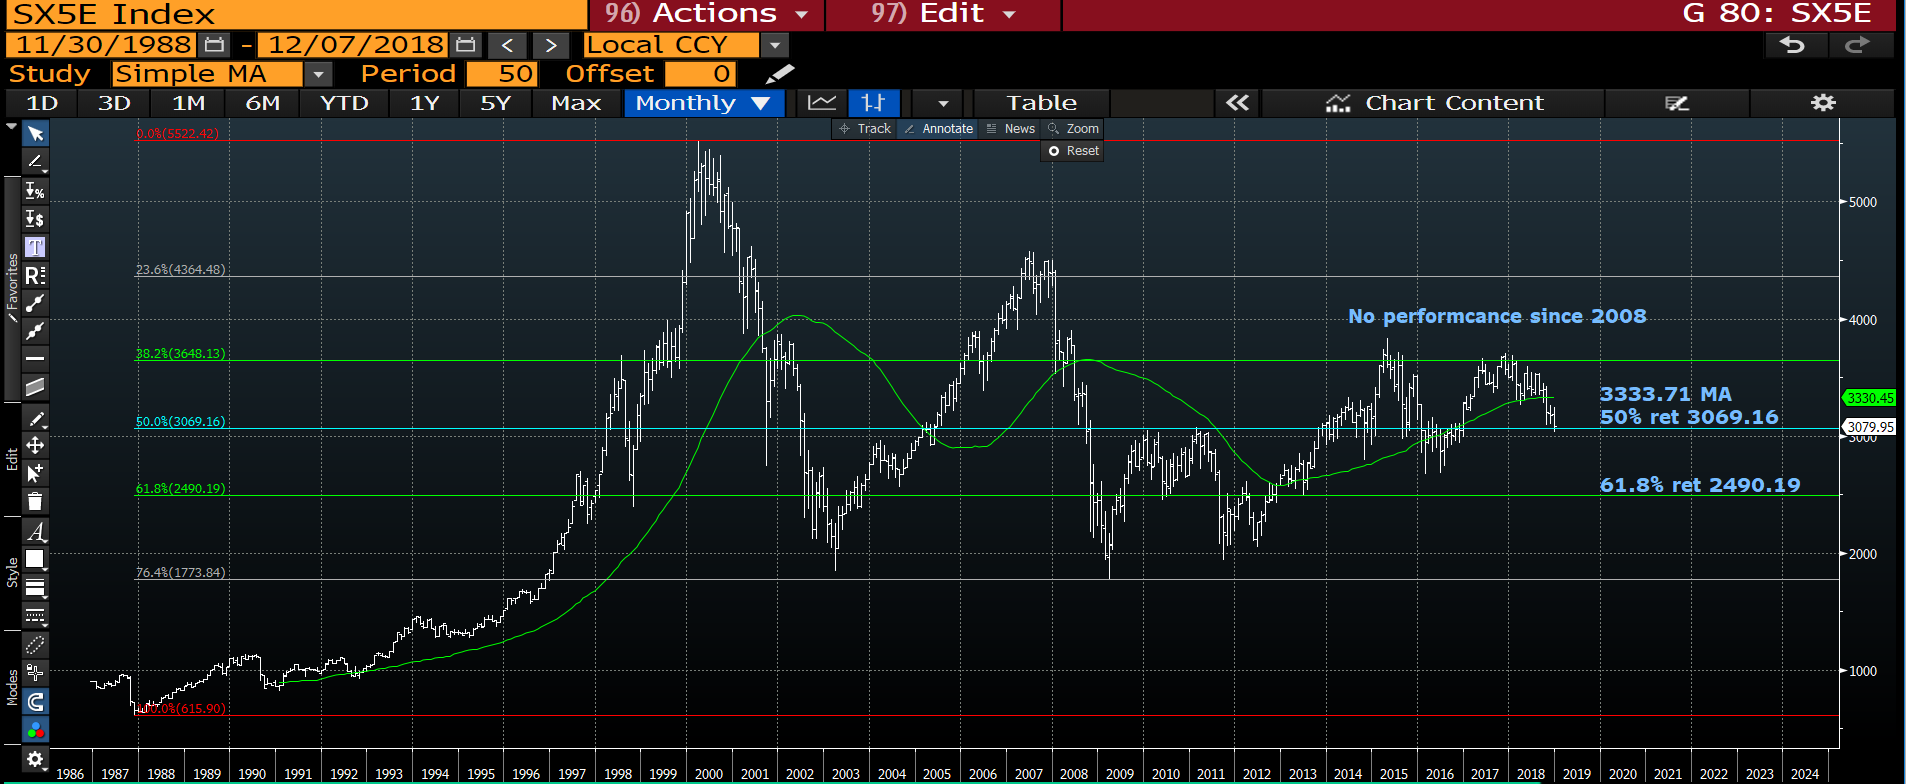 SX5E Index 96) Actions 97) Edit G 80: SX5E
11/30/1988 - 12/07/2018 < > Local CCY
Study Simple MA Period 50 Offset 0
1D 3D 1M 6M YTD 1Y 5Y Max Monthly Table Chart Content
Track Annotate News Zoom
Reset
0.0%(5522.42)
5000
23.6%(4364.48)
No performcance since 2008
4000
38.2%(3648.13)
3333.71 MA
3330.45
50% ret 3069.16
50.0%(3069.16)
3079.95
3000
61.8% ret 2490.19
61.8%(2490.19)
2000
76.4%(1773.84)
1000
100.0%(615.90)
Favorites
Edit
Style
Modes
% 
$
T
R
A
1986 1987 1988 1989 1990 1991 1992 1993 1994 1995 1996 1997 1998 1999 2000 2001 2002 2003 2004 2005 2006 2007 2008 2009 2010 2011 2012 2013 2014 2015 2016 2017 2018 2019 2020 2021 2022 2023 2024